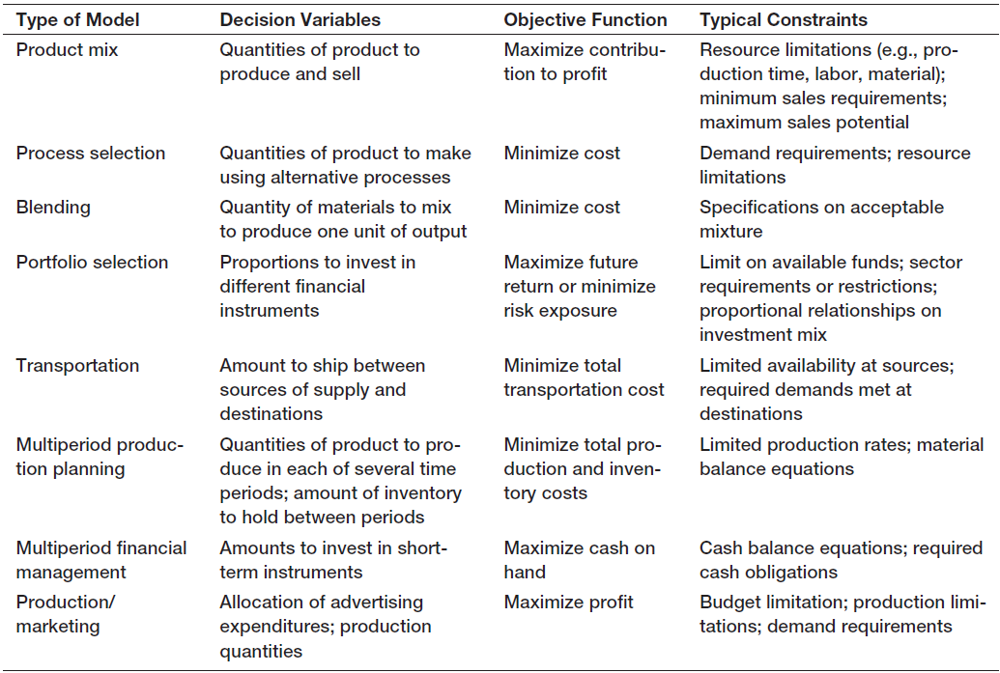 Type of Model Decision Variables Objective Function Typical Constraints
Product mix Quantities of product to Maximize contribu- Resource limitations (e.g., pro-
produce and sell tion to profit duction time, labor, material);
minimum sales requirements;
maximum sales potential
Process selection Quantities of product to make Minimize cost Demand requirements; resource
using alternative processes limitations
Blending Quantity of materials to mix Minimize cost Specifications on acceptable
to produce one unit of output mixture
Portfolio selection Proportions to invest in Maximize future Limit on available funds; sector
different financial return or minimize requirements or restrictions;
instruments risk exposure proportional relationships on
investment mix
Transportation Amount to ship between Minimize total Limited availability at sources;
sources of supply and transportation cost required demands met at
destinations destinations
Multiperiod produc- Quantities of product to pro- Minimize total pro- Limited production rates; material
tion planning duce in each of several time duction and inven- balance equations
periods; amount of inventory tory costs
to hold between periods
Multiperiod financial Amounts to invest in short- Maximize cash on Cash balance equations; required
management term instruments hand cash obligations
Production/ Allocation of advertising Maximize profit Budget limitation; production limi-
marketing expenditures; production tations; demand requirements
quantities